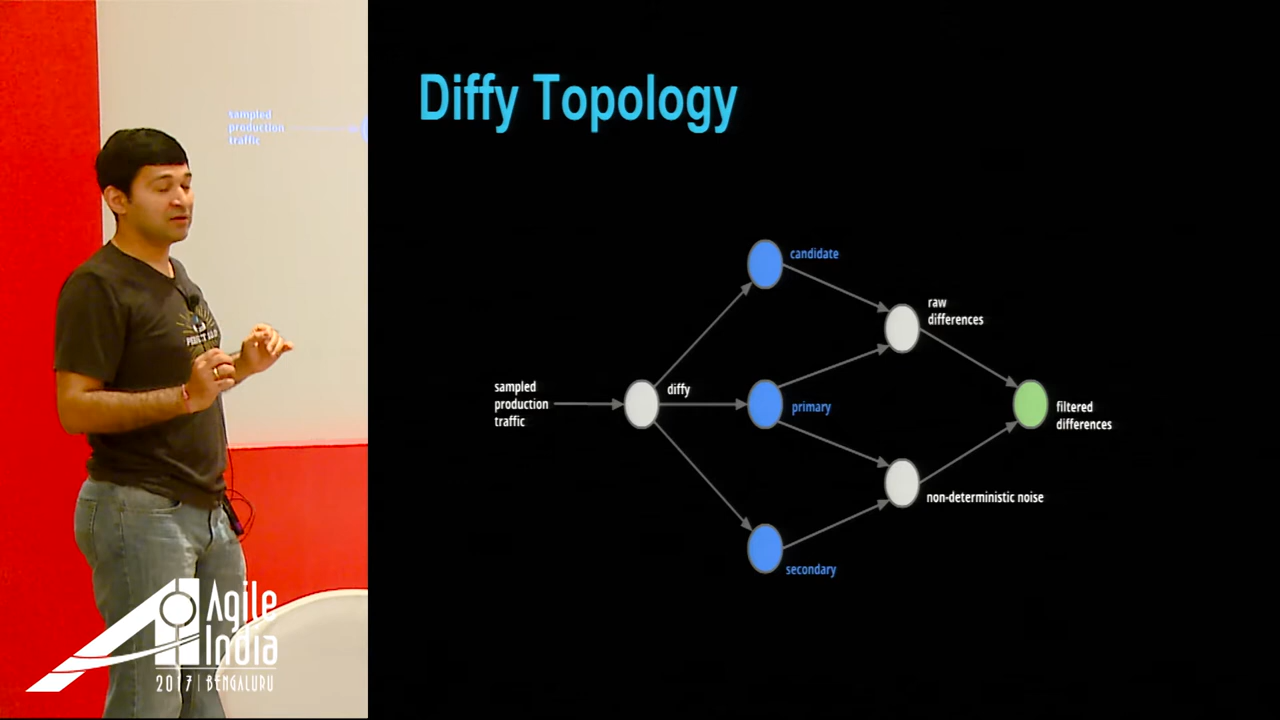 sampled
production
traffic
Diffy Topology
candidate
raw
differences
sampled
production
traffic
diffy
primary
filtered
differences
non-deterministic noise
secondary
Agile
India
2017 | BENGALURU